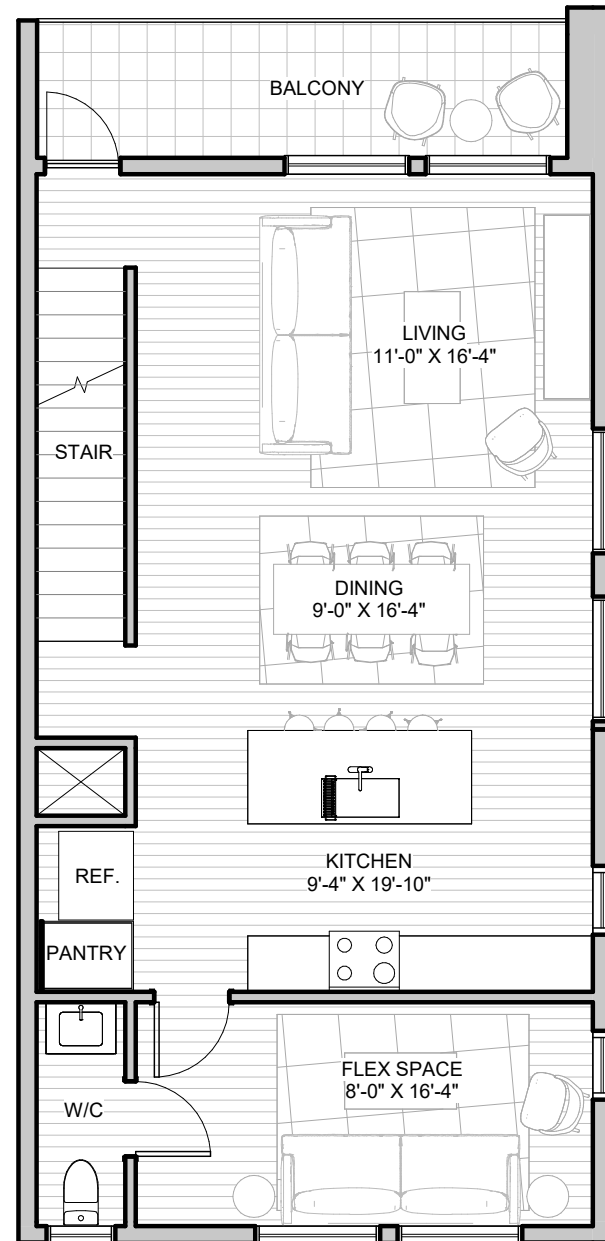 BALCONY
LIVING
11'-0" X 16'-4"
STAIR
DINING
9'-0" X 16'-4"
KITCHEN
9'-4" X 19'-10"
REF.
PANTRY
FLEX SPACE
8'-0" X 16'-4"
W/C